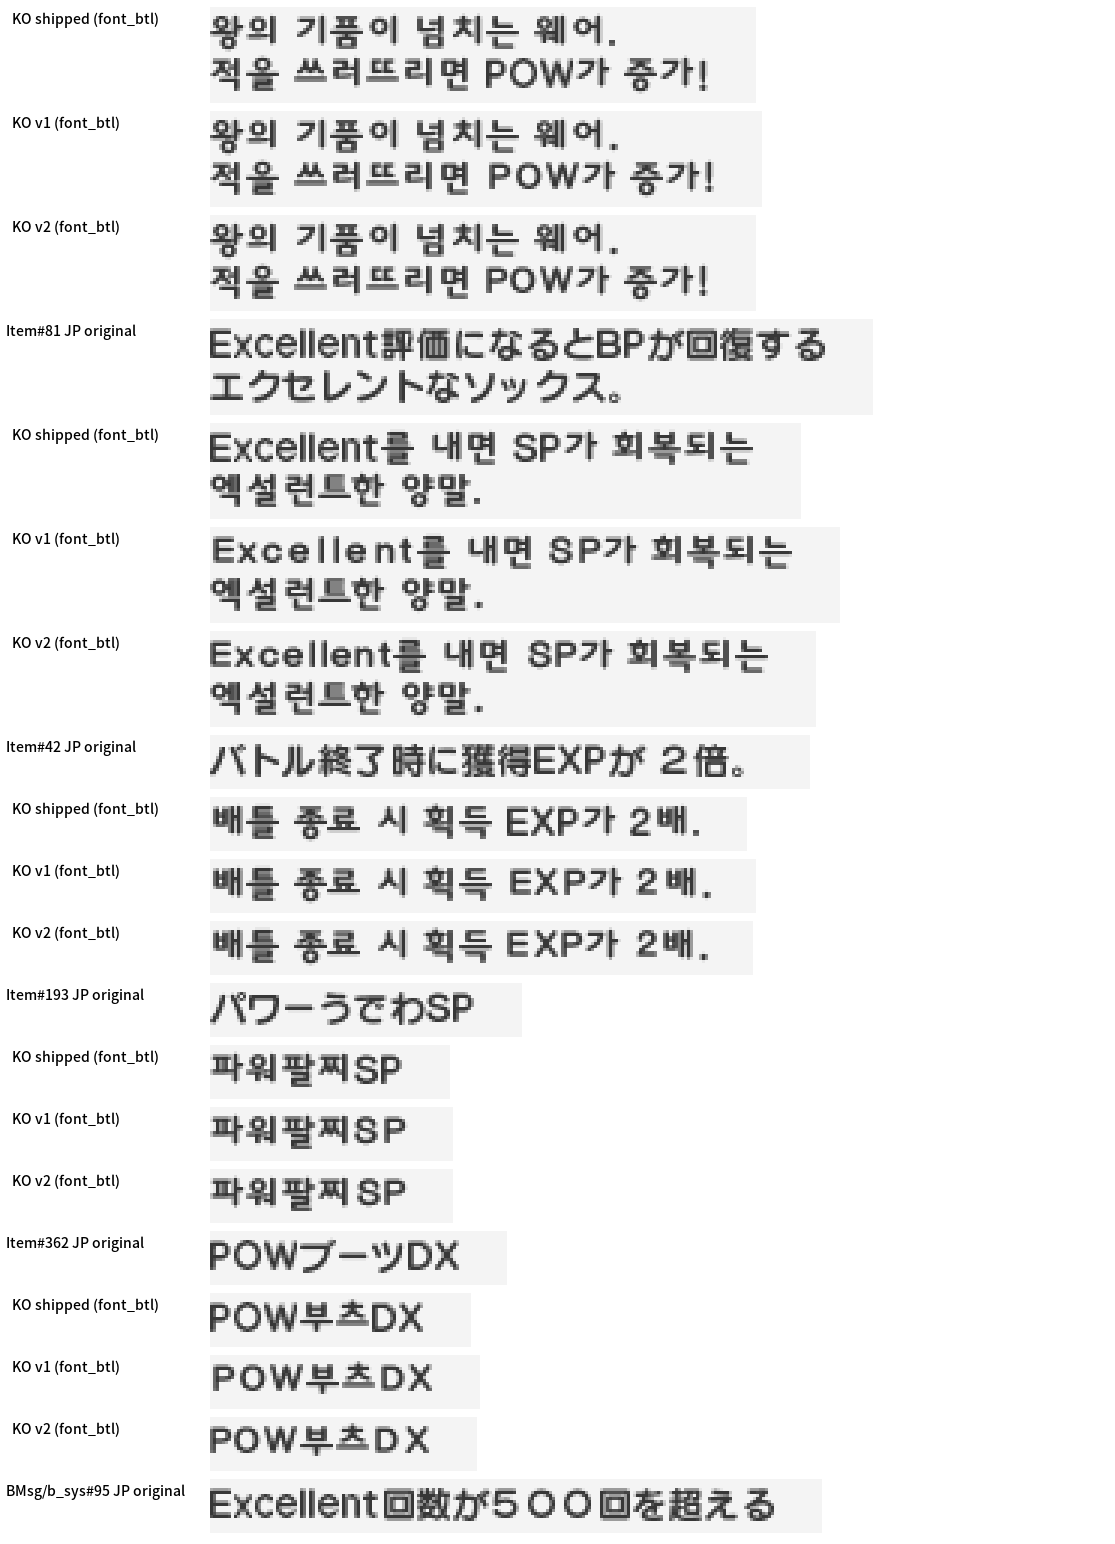 KO shipped (font_btl)
왕의 기품이 넘치는 웨어.
적을 쓰러뜨리면 POW가 증가!
KO v1 (font_btl)
왕의 기품이 넘치는 웨어.
적을 쓰러뜨리면 POW가 증가!
KO v2 (font_btl)
왕의 기품이 넘치는 웨어.
적을 쓰러뜨리면 POW가 증가!
Item#81 JP original
Excellent評価になるとBPが回復する
エクセレントなソックス。
KO shipped (font_btl)
Excellent를 내면 SP가 회복되는
엑설런트한 양말.
KO v1 (font_btl)
Excellent를 내면 SP가 회복되는
엑설런트한 양말.
KO v2 (font_btl)
Excellent를 내면 SP가 회복되는
엑설런트한 양말.
Item#42 JP original
バトル終了時に獲得EXPが ２倍。
KO shipped (font_btl)
배틀 종료 시 획득 EXP가 2배.
KO v1 (font_btl)
배틀 종료 시 획득 EXP가 2배.
KO v2 (font_btl)
배틀 종료 시 획득 EXP가 2배.
Item#193 JP original
パワーうでわSP
KO shipped (font_btl)
파워팔찌SP
KO v1 (font_btl)
파워팔찌SP
KO v2 (font_btl)
파워팔찌SP
Item#362 JP original
POWブーツDX
KO shipped (font_btl)
POW부츠DX
KO v1 (font_btl)
POW부츠DX
KO v2 (font_btl)
POW부츠DX
BMsg/b_sys#95 JP original
Excellent回数が５００回を超える